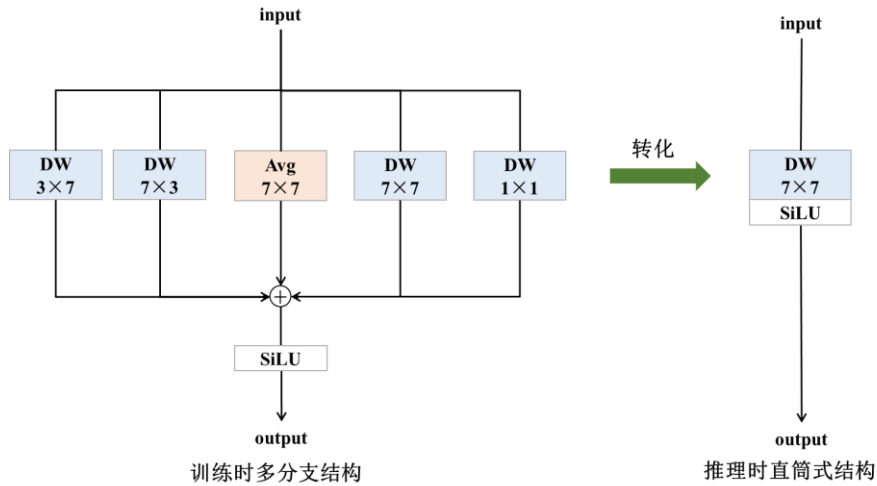 input
DW
3×7
DW
7×3
Avg
7×7
DW
7×7
DW
1×1
+
SiLU
output
训练时多分支结构
转化
input
DW
7×7
SiLU
output
推理时直筒式结构